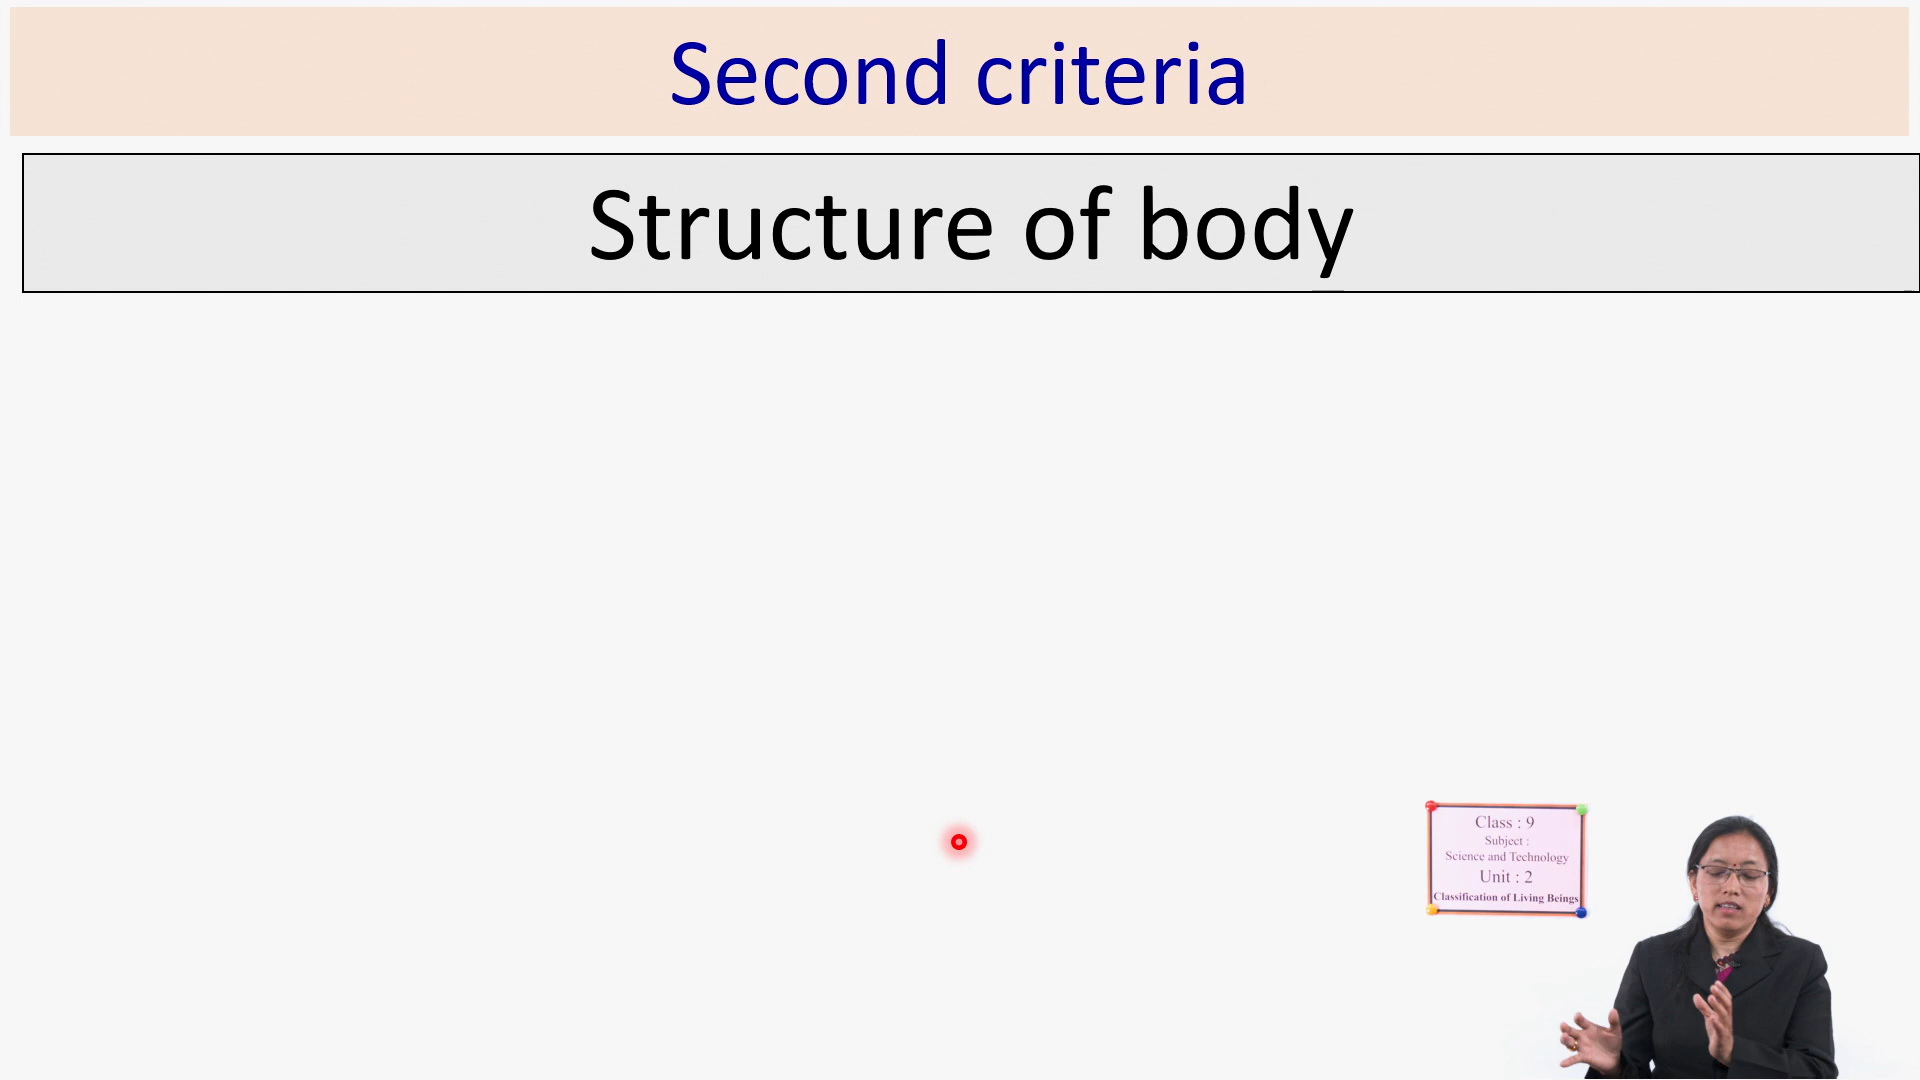 Second criteria
Structure of body
Class : 9
Subject :
Science and Technology
Unit : 2
Classification of Living Beings